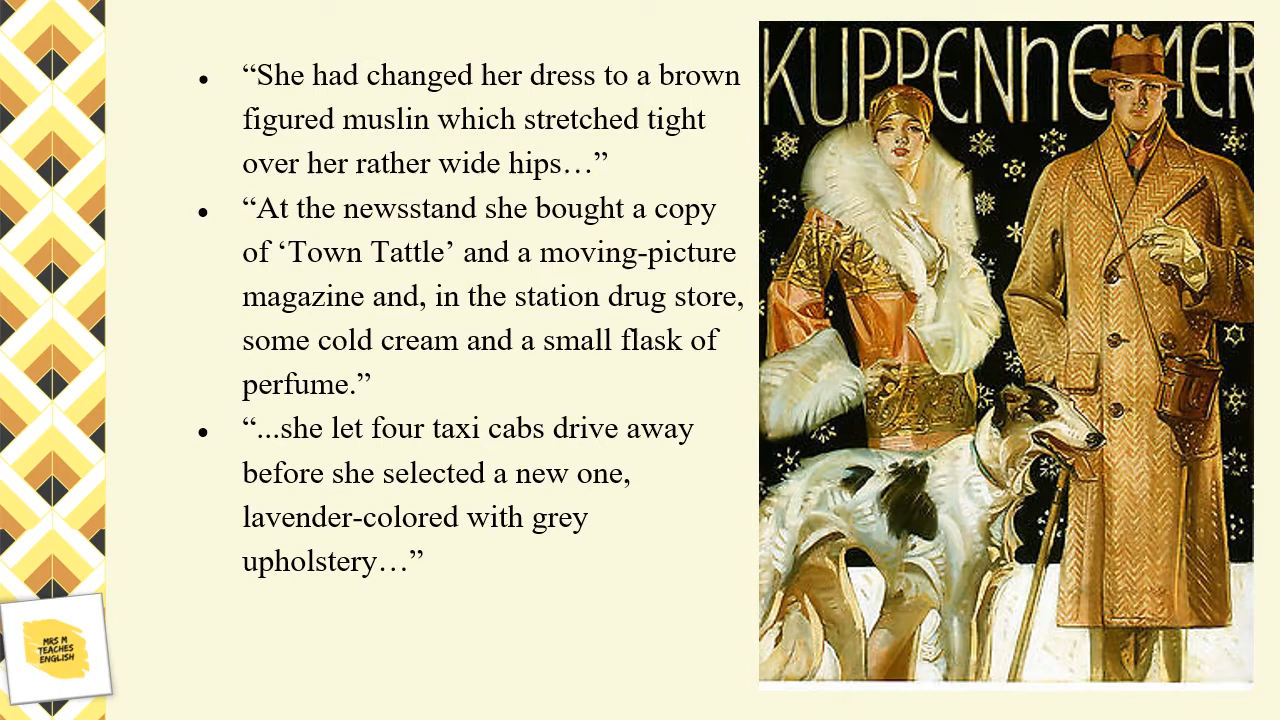 “She had changed her dress to a brown
figured muslin which stretched tight
over her rather wide hips…”
“At the newsstand she bought a copy
of ‘Town Tattle’ and a moving-picture
magazine and, in the station drug store,
some cold cream and a small flask of
perfume.”
“...she let four taxi cabs drive away
before she selected a new one,
lavender-colored with grey
upholstery…”
KUPPENhEIMER
MRS M
TEACHES
ENGLISH